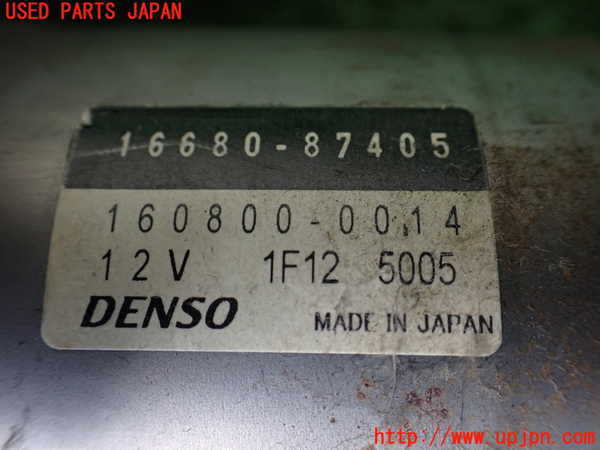 USED PARTS JAPAN
16680-87405
160800-0014
12V 1F12 5005
DENSO MADE IN JAPAN
http://www.upjpn.com/